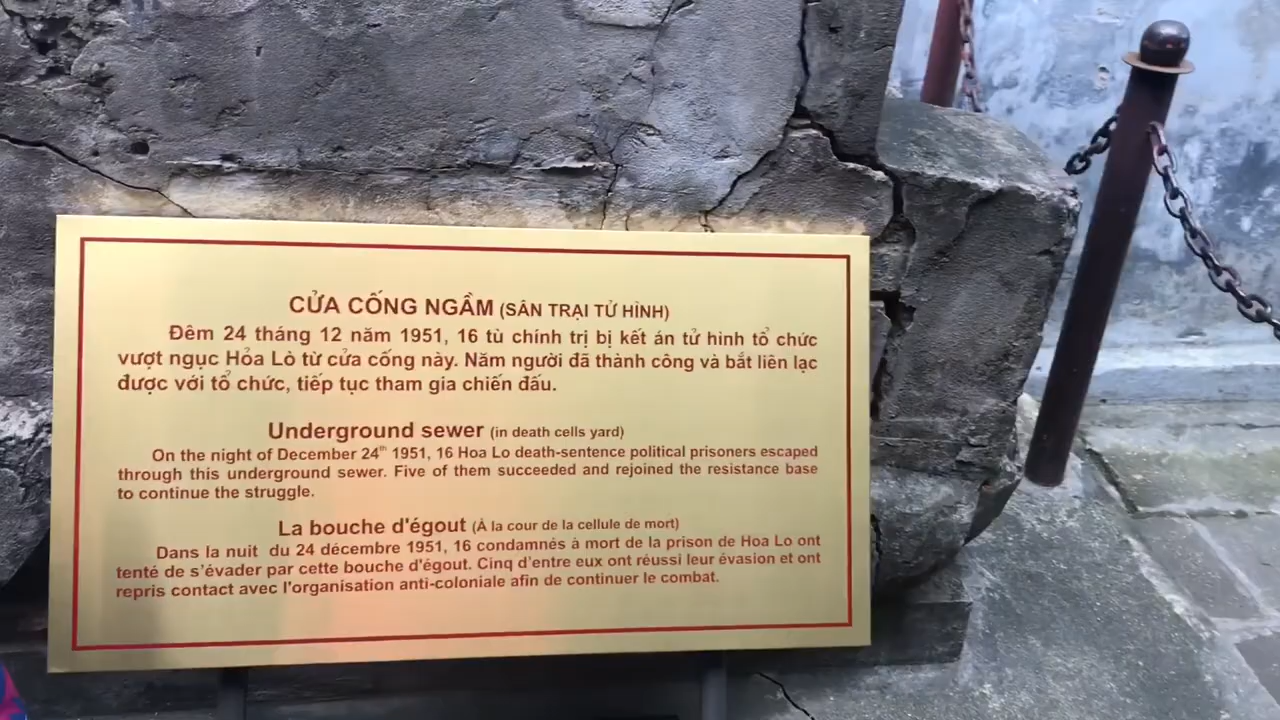 CỬA CỐNG NGẦM (SÂN TRẠI TỬ HÌNH)
Đêm 24 tháng 12 năm 1951, 16 tù chính trị bị kết án tử hình tổ chức
vượt ngục Hỏa Lò từ cửa cống này. Năm người đã thành công và bắt liên lạc
được với tổ chức, tiếp tục tham gia chiến đấu.
Underground sewer (in death cells yard)
On the night of December 24th 1951, 16 Hoa Lo death-sentence political prisoners escaped
through this underground sewer. Five of them succeeded and rejoined the resistance base
to continue the struggle.
La bouche d'égout (À la cour de la cellule de mort)
Dans la nuit du 24 décembre 1951, 16 condamnés à mort de la prison de Hoa Lo ont
tenté de s'évader par cette bouche d'égout. Cinq d'entre eux ont réussi leur évasion et ont
repris contact avec l'organisation anti-coloniale afin de continuer le combat.